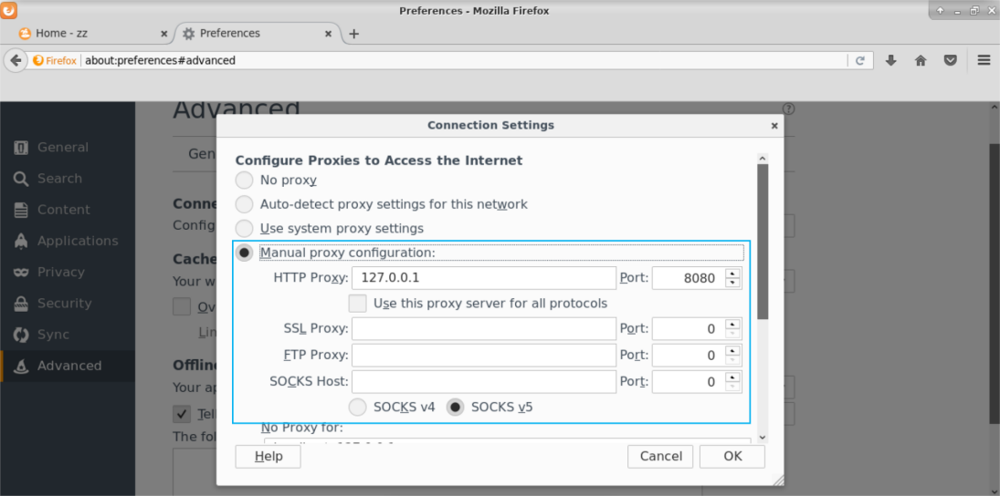 Preferences - Mozilla Firefox
Home - zz
Preferences
Firefox about:preferences#advanced
Advanced
General
Search
Content
Applications
Privacy
Security
Sync
Advanced
Gen
Conne
Config
Cache
Your w
Ov
Lim
Offlin
Your ap
Tel
The fol
Connection Settings
Configure Proxies to Access the Internet
No proxy
Auto-detect proxy settings for this network
Use system proxy settings
Manual proxy configuration:
HTTP Proxy: 127.0.0.1 Port: 8080
Use this proxy server for all protocols
SSL Proxy: Port: 0
FTP Proxy: Port: 0
SOCKS Host: Port: 0
SOCKS v4 SOCKS v5
No Proxy for:
Help Cancel OK